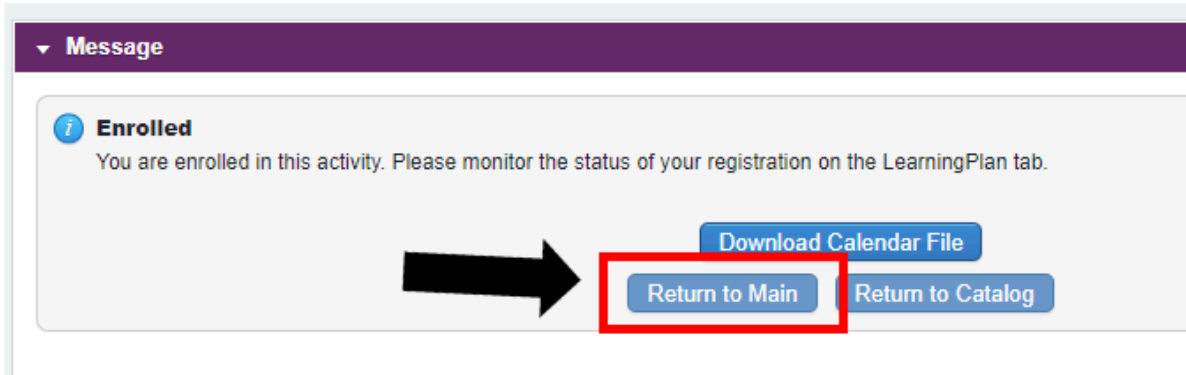 Message
Enrolled
You are enrolled in this activity. Please monitor the status of your registration on the LearningPlan tab.
Download Calendar File
Return to Main Return to Catalog